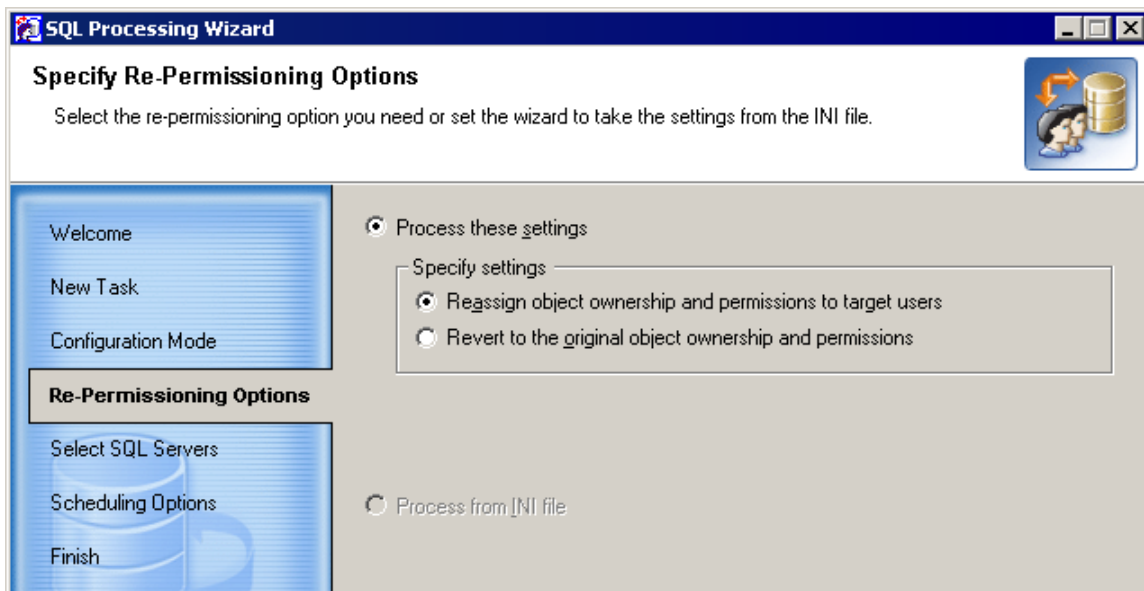 SQL Processing Wizard
Specify Re-Permissioning Options
Select the re-permissioning option you need or set the wizard to take the settings from the INI file.
Welcome
New Task
Configuration Mode
Re-Permissioning Options
Select SQL Servers
Scheduling Options
Finish
Process these settings
Specify settings
Reassign object ownership and permissions to target users
Revert to the original object ownership and permissions
Process from INI file